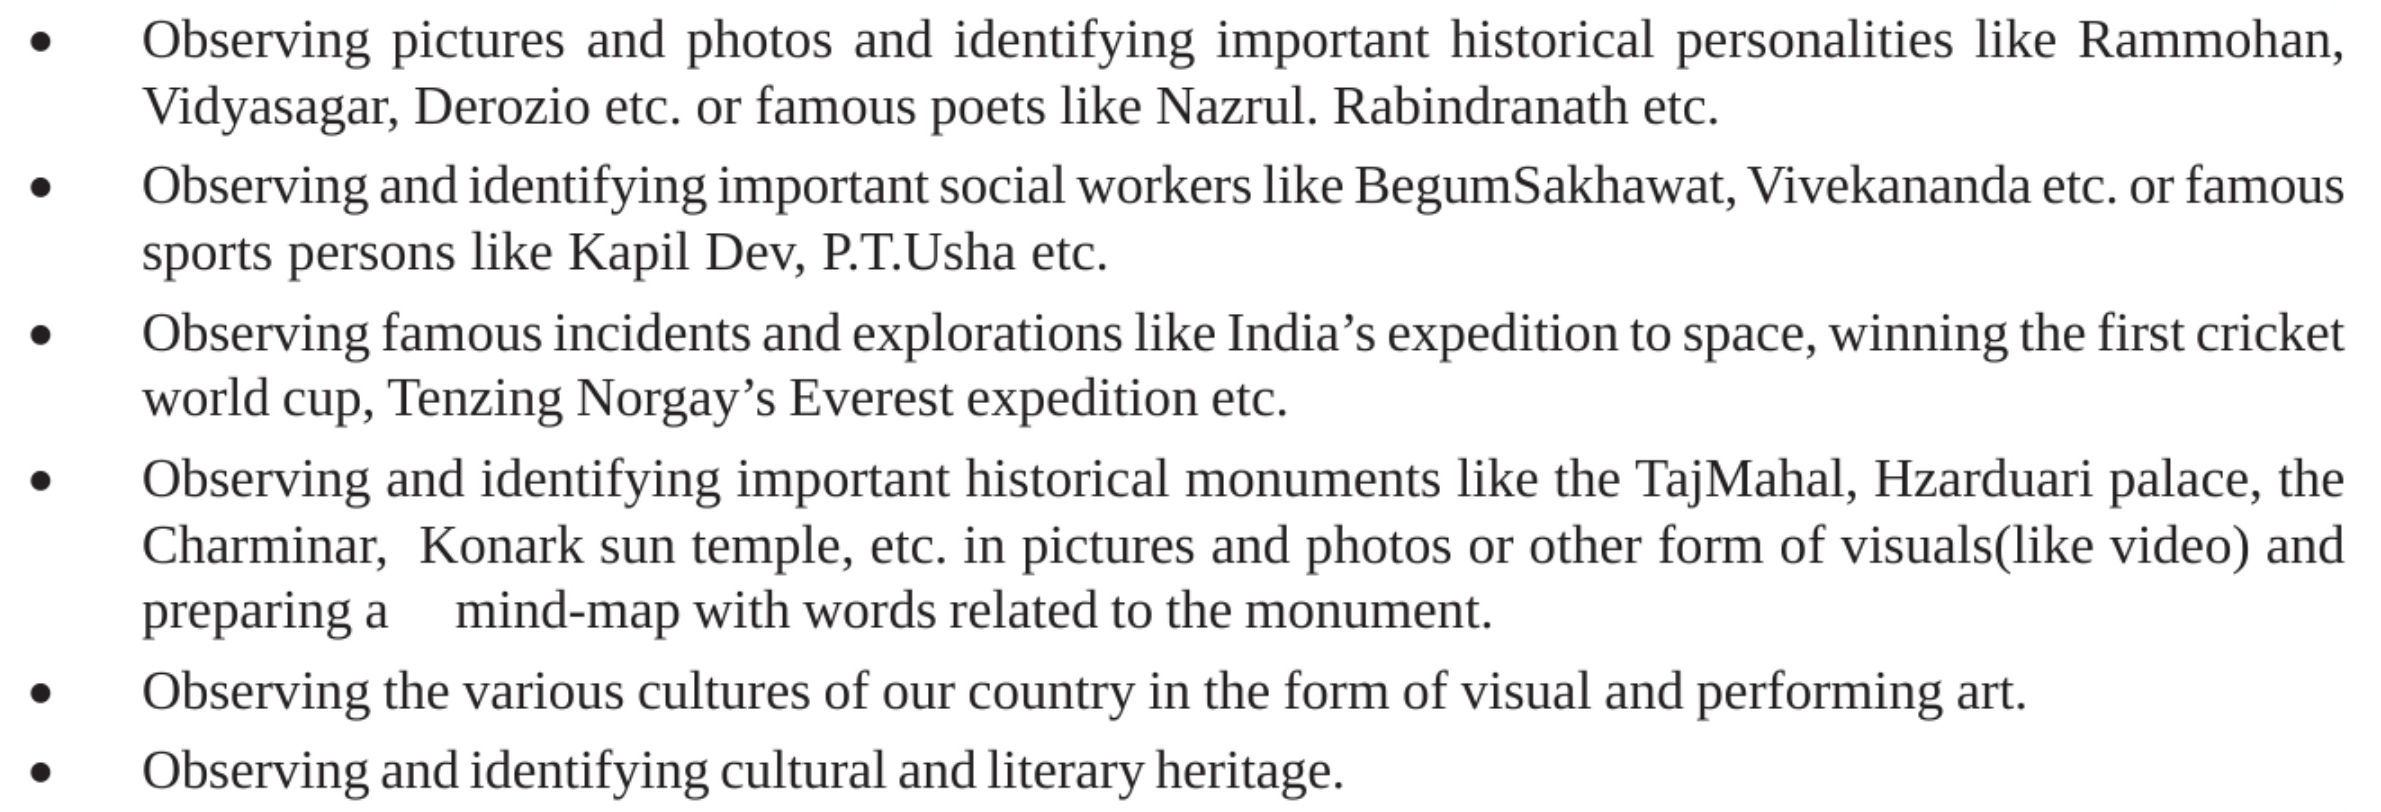 • Observing pictures and photos and identifying important historical personalities like Rammohan,
Vidyasagar, Derozio etc. or famous poets like Nazrul. Rabindranath etc.
• Observing and identifying important social workers like BegumSakhawat, Vivekananda etc. or famous
sports persons like Kapil Dev, P.T.Usha etc.
• Observing famous incidents and explorations like India’s expedition to space, winning the first cricket
world cup, Tenzing Norgay’s Everest expedition etc.
• Observing and identifying important historical monuments like the TajMahal, Hzarduari palace, the
Charminar,  Konark sun temple, etc. in pictures and photos or other form of visuals(like video) and
preparing a    mind-map with words related to the monument.
• Observing the various cultures of our country in the form of visual and performing art.
• Observing and identifying cultural and literary heritage.